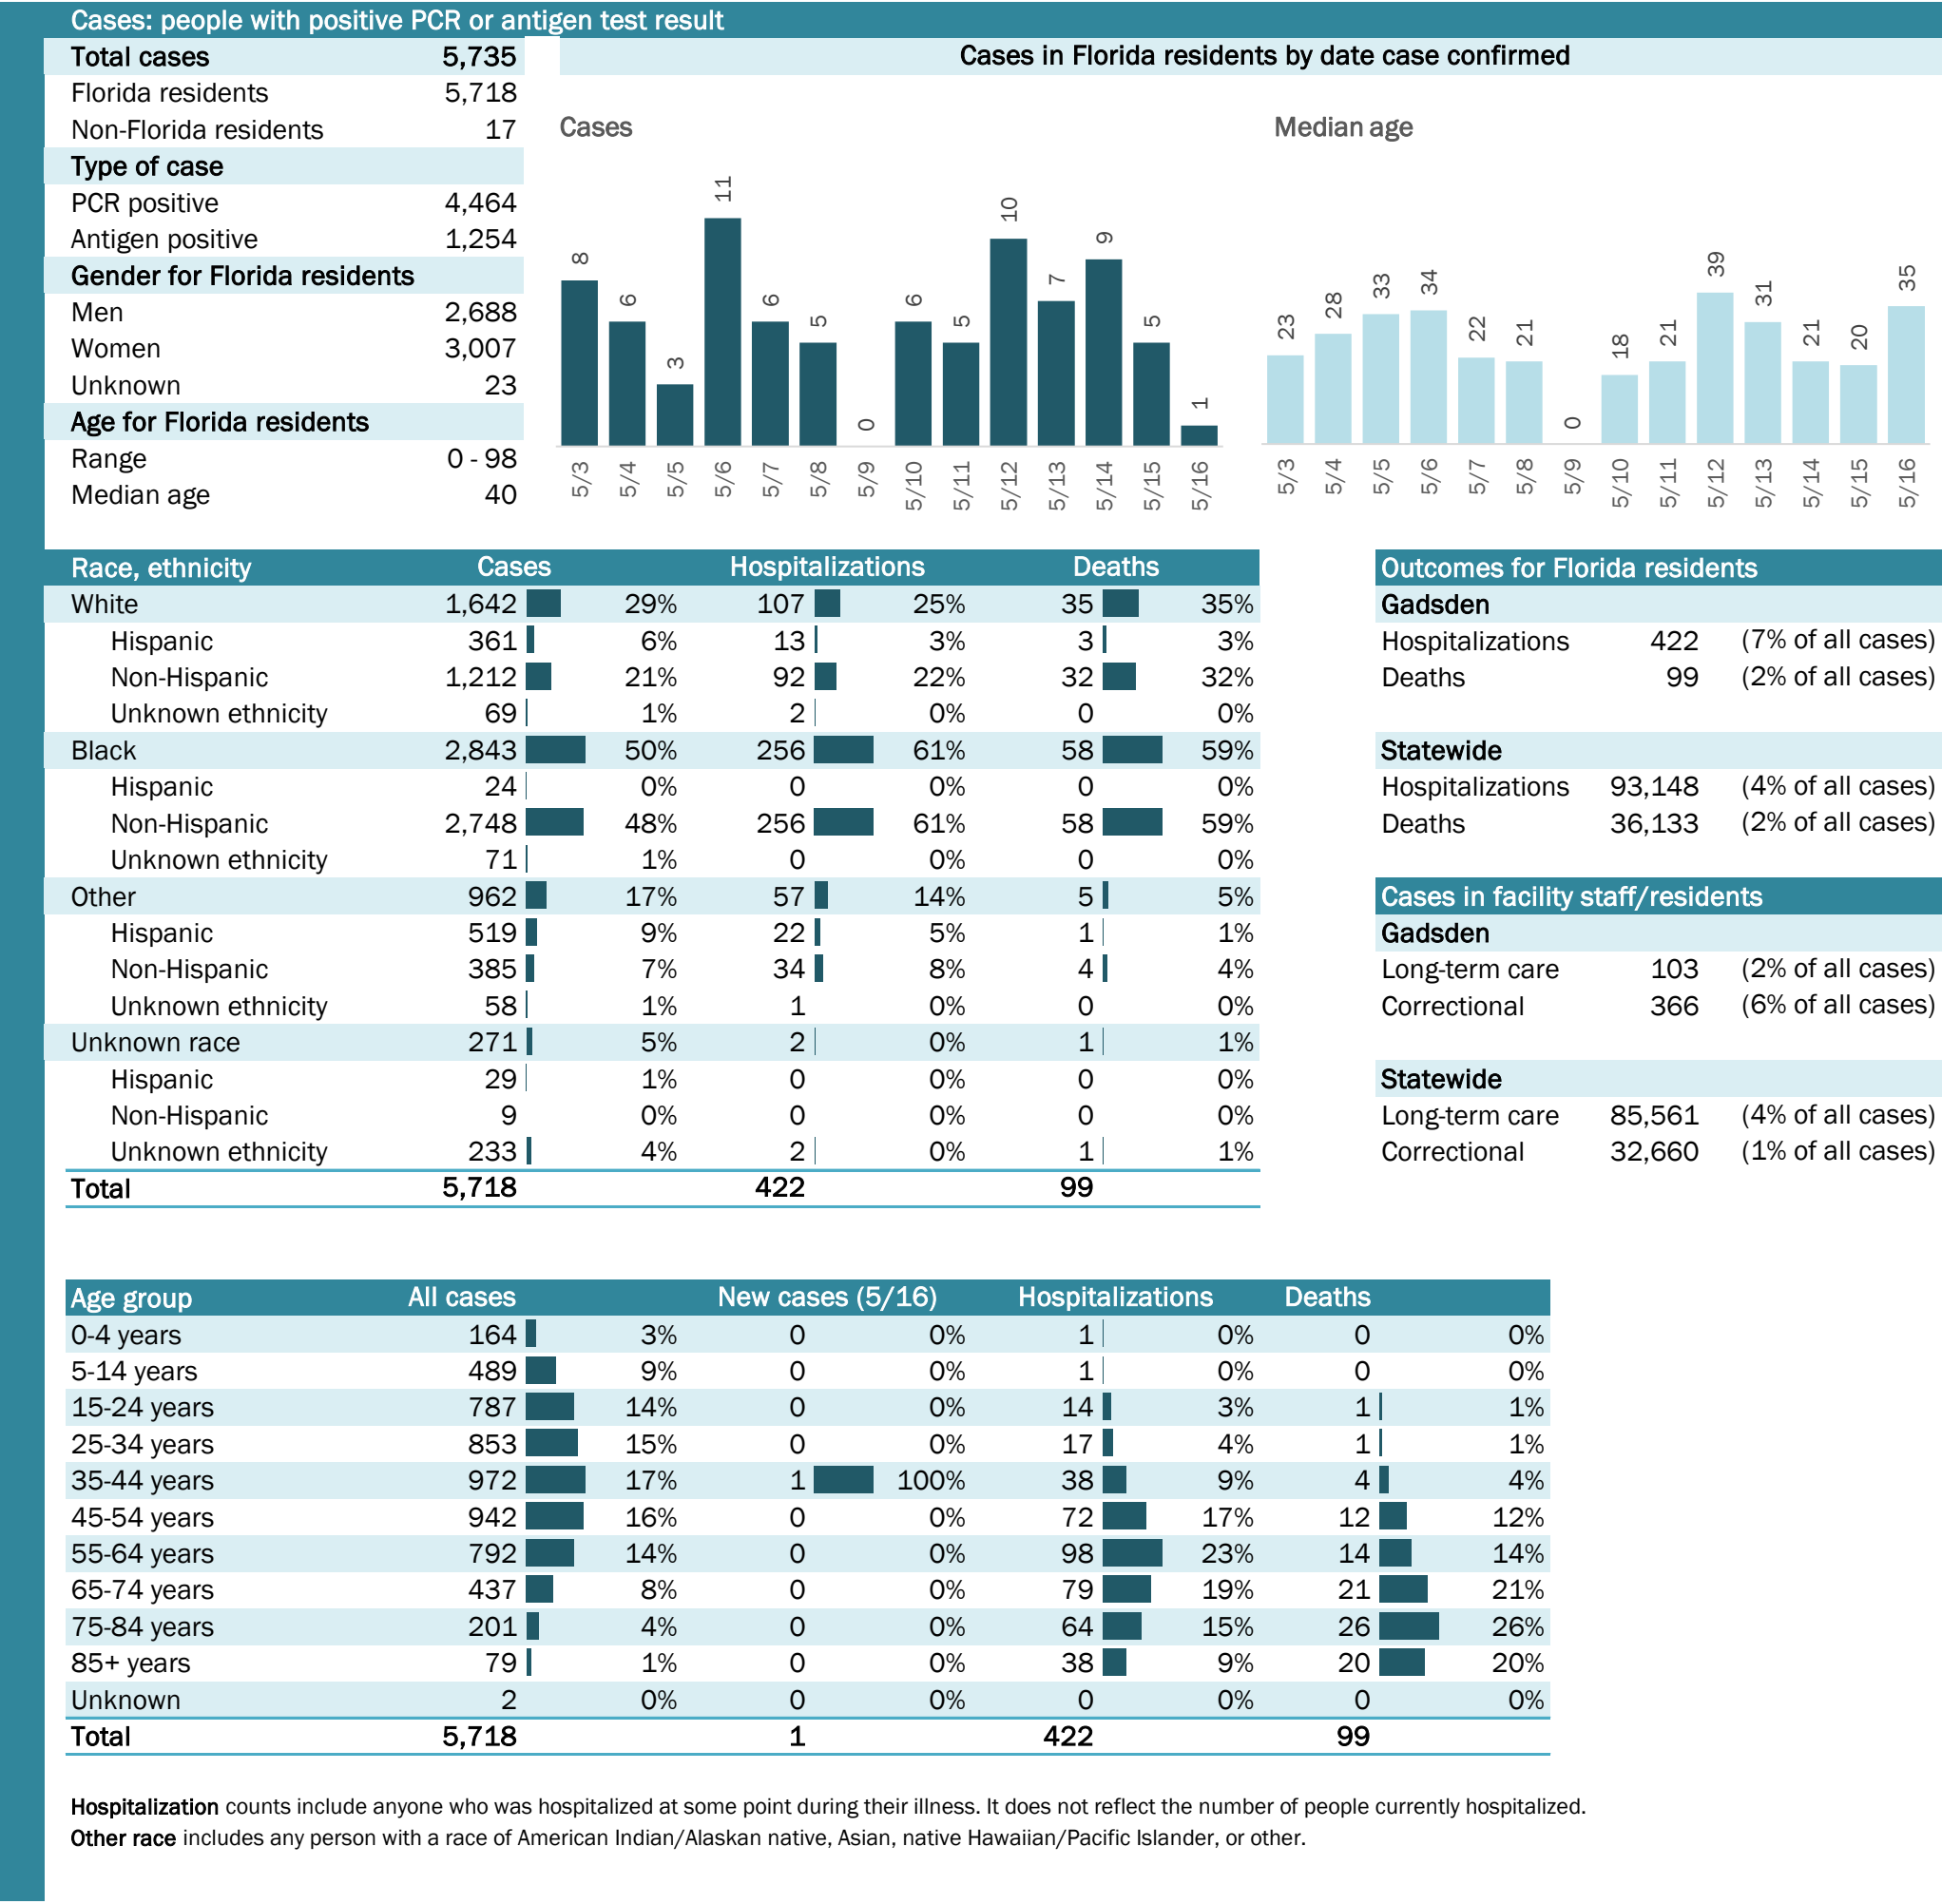 Cases: people with positive PCR or antigen test result
Total cases 5,735
Florida residents 5,718
Non-Florida residents 17
Type of case
PCR positive 4,464
Antigen positive 1,254
Gender for Florida residents
Men 2,688
Women 3,007
Unknown 23
Age for Florida residents
Range 0 - 98
Median age 40
Cases in Florida residents by date case confirmed
Cases
8 6 3 11 6 5 0 6 5 10 7 9 5 1
5/3 5/4 5/5 5/6 5/7 5/8 5/9 5/10 5/11 5/12 5/13 5/14 5/15 5/16
Median age
23 28 33 34 22 21 0 18 21 39 31 21 20 35
5/3 5/4 5/5 5/6 5/7 5/8 5/9 5/10 5/11 5/12 5/13 5/14 5/15 5/16
Race, ethnicity Cases Hospitalizations Deaths
White 1,642 29% 107 25% 35 35%
Hispanic 361 6% 13 3% 3 3%
Non-Hispanic 1,212 21% 92 22% 32 32%
Unknown ethnicity 69 1% 2 0% 0 0%
Black 2,843 50% 256 61% 58 59%
Hispanic 24 0% 0 0% 0 0%
Non-Hispanic 2,748 48% 256 61% 58 59%
Unknown ethnicity 71 1% 0 0% 0 0%
Other 962 17% 57 14% 5 5%
Hispanic 519 9% 22 5% 1 1%
Non-Hispanic 385 7% 34 8% 4 4%
Unknown ethnicity 58 1% 1 0% 0 0%
Unknown race 271 5% 2 0% 1 1%
Hispanic 29 1% 0 0% 0 0%
Non-Hispanic 9 0% 0 0% 0 0%
Unknown ethnicity 233 4% 2 0% 1 1%
Total 5,718 422 99
Outcomes for Florida residents
Gadsden
Hospitalizations 422 (7% of all cases)
Deaths 99 (2% of all cases)
Statewide
Hospitalizations 93,148 (4% of all cases)
Deaths 36,133 (2% of all cases)
Cases in facility staff/residents
Gadsden
Long-term care 103 (2% of all cases)
Correctional 366 (6% of all cases)
Statewide
Long-term care 85,561 (4% of all cases)
Correctional 32,660 (1% of all cases)
Age group All cases New cases (5/16) Hospitalizations Deaths
0-4 years 164 3% 0 0% 1 0% 0 0%
5-14 years 489 9% 0 0% 1 0% 0 0%
15-24 years 787 14% 0 0% 14 3% 1 1%
25-34 years 853 15% 0 0% 17 4% 1 1%
35-44 years 972 17% 1 100% 38 9% 4 4%
45-54 years 942 16% 0 0% 72 17% 12 12%
55-64 years 792 14% 0 0% 98 23% 14 14%
65-74 years 437 8% 0 0% 79 19% 21 21%
75-84 years 201 4% 0 0% 64 15% 26 26%
85+ years 79 1% 0 0% 38 9% 20 20%
Unknown 2 0% 0 0% 0 0% 0 0%
Total 5,718 1 422 99
Hospitalization counts include anyone who was hospitalized at some point during their illness. It does not reflect the number of people currently hospitalized.
Other race includes any person with a race of American Indian/Alaskan native, Asian, native Hawaiian/Pacific Islander, or other.